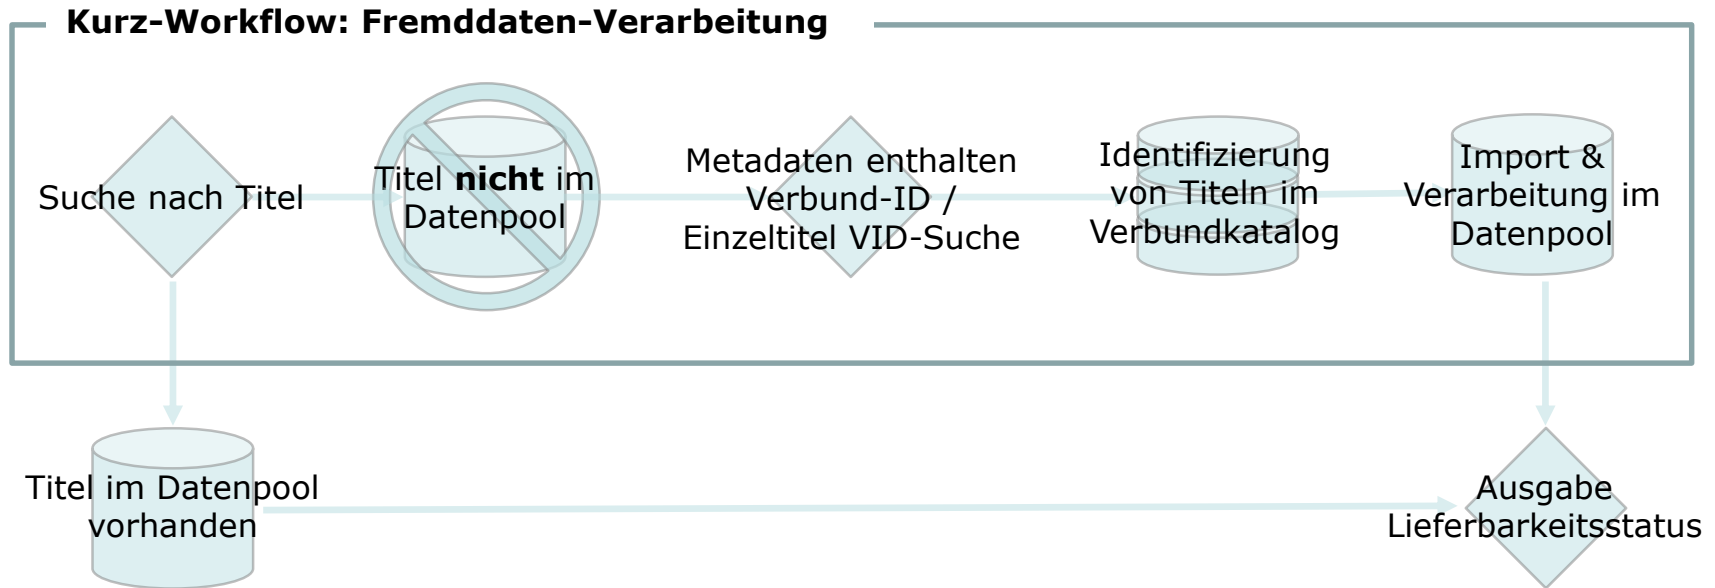 Kurz-Workflow: Fremddaten-Verarbeitung
Suche nach Titel
Titel nicht im
Datenpool
Metadaten enthalten
Verbund-ID /
Einzeltitel VID-Suche
Identifizierung
von Titeln im
Verbundkatalog
Import &
Verarbeitung im
Datenpool
Titel im Datenpool
vorhanden
Ausgabe
Lieferbarkeitsstatus